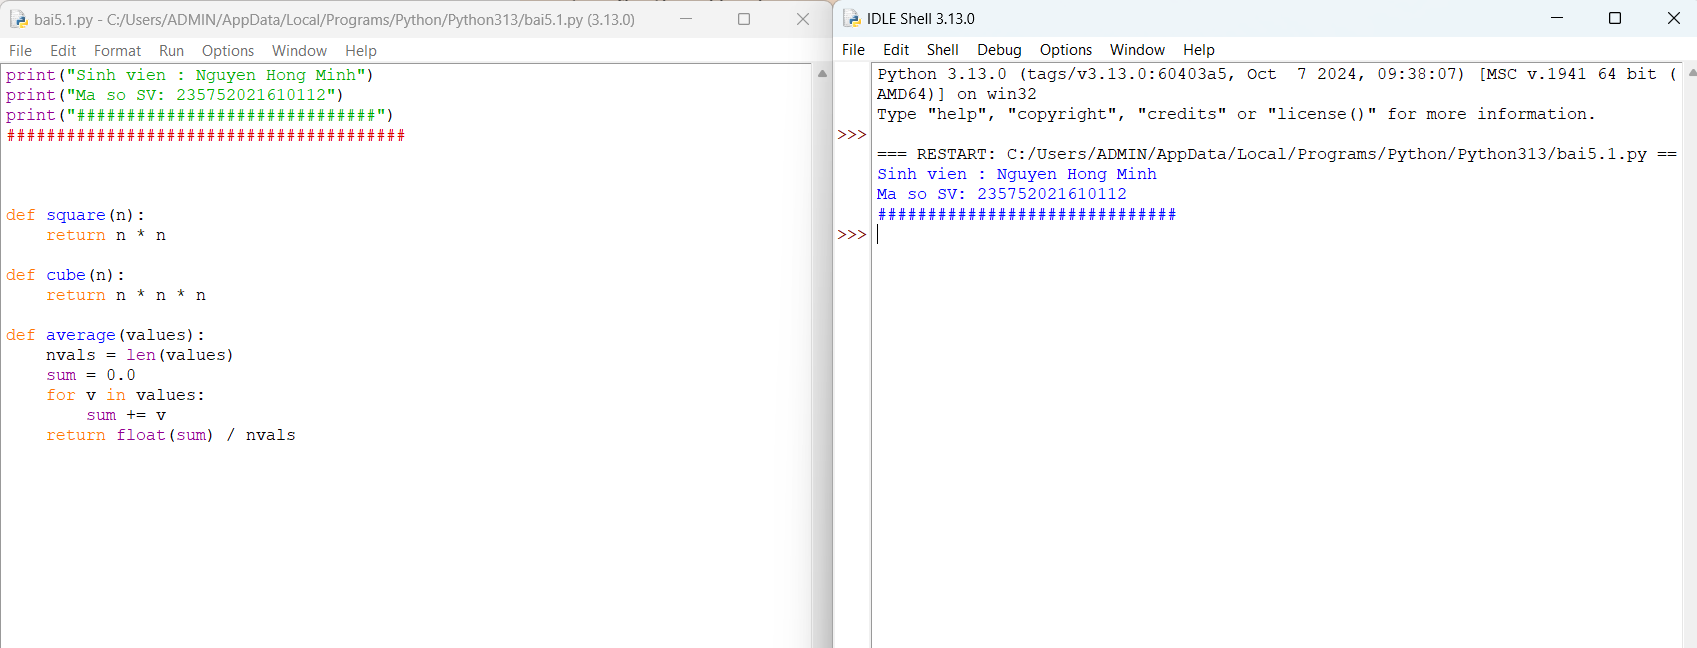 bai5.1.py - C:/Users/ADMIN/AppData/Local/Programs/Python/Python313/bai5.1.py (3.13.0)
File Edit Format Run Options Window Help
print("Sinh vien : Nguyen Hong Minh")
print("Ma so SV: 235752021610112")
print("##############################")
########################################
def square(n):
    return n * n
def cube(n):
    return n * n * n
def average(values):
    nvals = len(values)
    sum = 0.0
    for v in values:
        sum += v
    return float(sum) / nvals
IDLE Shell 3.13.0
File Edit Shell Debug Options Window Help
Python 3.13.0 (tags/v3.13.0:60403a5, Oct  7 2024, 09:38:07) [MSC v.1941 64 bit (
AMD64)] on win32
Type "help", "copyright", "credits" or "license()" for more information.
>>>
=== RESTART: C:/Users/ADMIN/AppData/Local/Programs/Python/Python313/bai5.1.py ==
Sinh vien : Nguyen Hong Minh
Ma so SV: 235752021610112
##############################
>>>